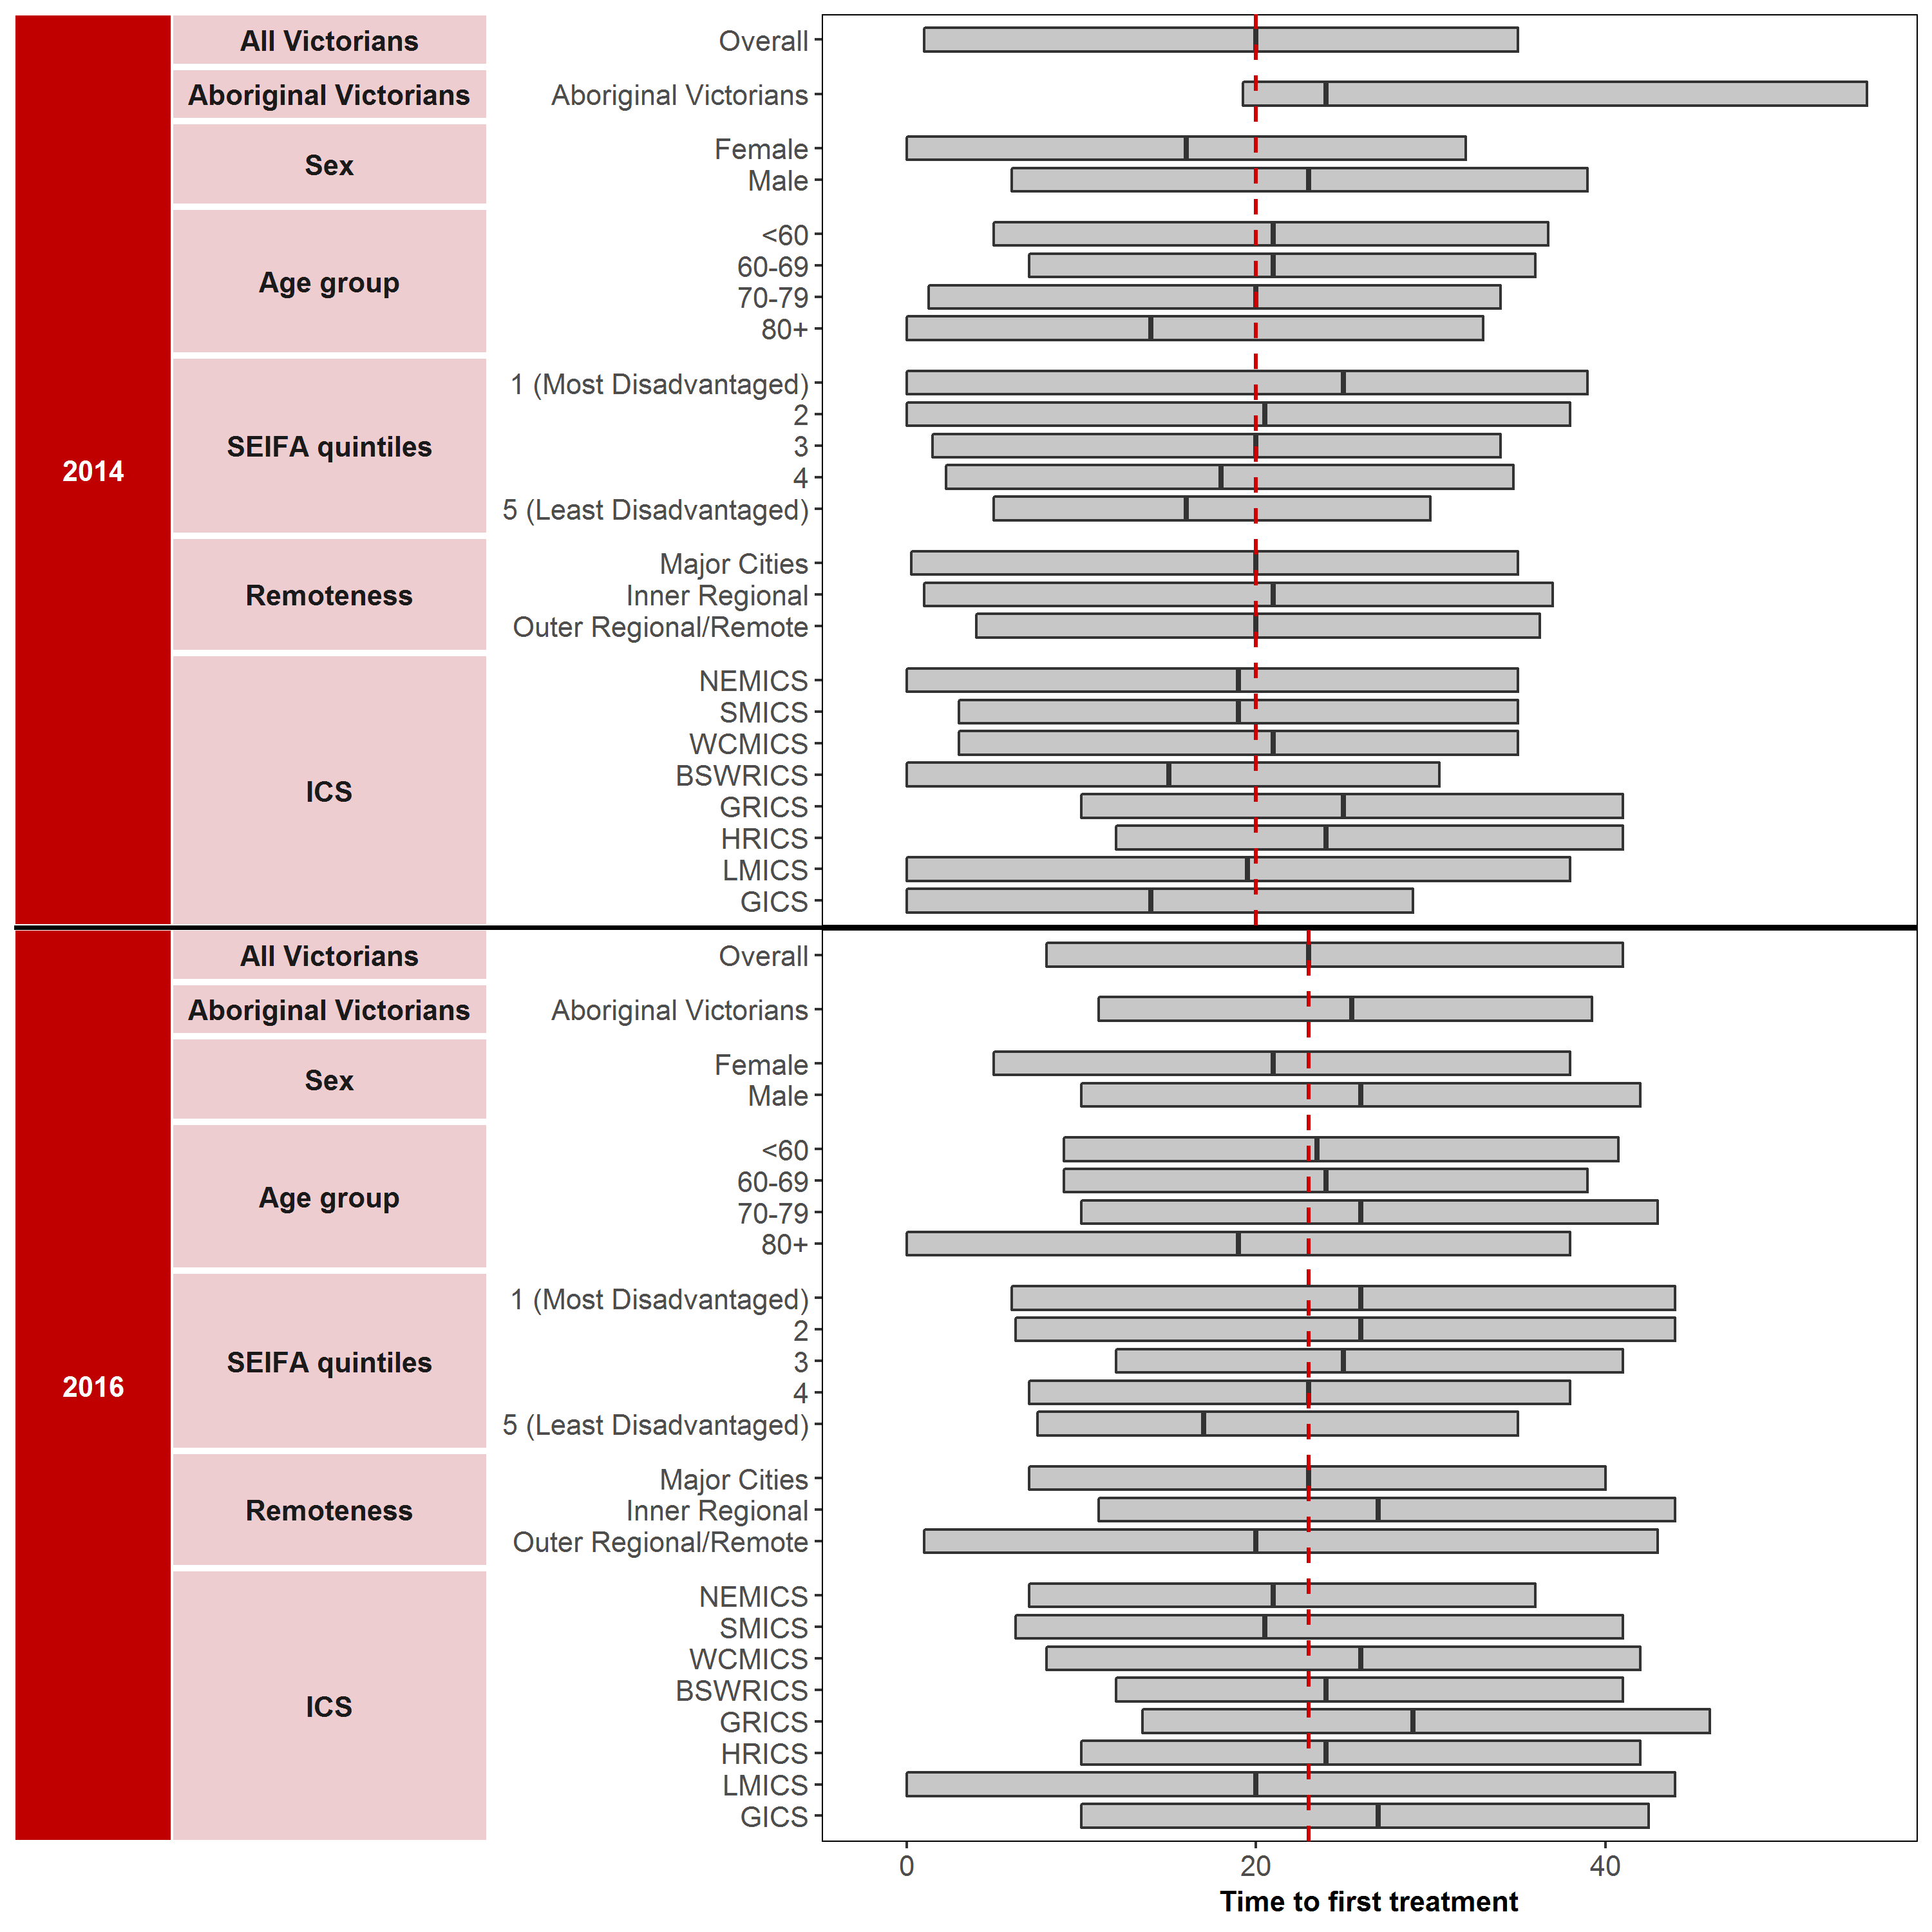 2014
All Victorians
Overall
Aboriginal Victorians
Aboriginal Victorians
Sex
Female
Male
Age group
<60
60-69
70-79
80+
SEIFA quintiles
1 (Most Disadvantaged)
2
3
4
5 (Least Disadvantaged)
Remoteness
Major Cities
Inner Regional
Outer Regional/Remote
ICS
NEMICS
SMICS
WCMICS
BSWRICS
GRICS
HRICS
LMICS
GICS
2016
All Victorians
Overall
Aboriginal Victorians
Aboriginal Victorians
Sex
Female
Male
Age group
<60
60-69
70-79
80+
SEIFA quintiles
1 (Most Disadvantaged)
2
3
4
5 (Least Disadvantaged)
Remoteness
Major Cities
Inner Regional
Outer Regional/Remote
ICS
NEMICS
SMICS
WCMICS
BSWRICS
GRICS
HRICS
LMICS
GICS
0 20 40
Time to first treatment